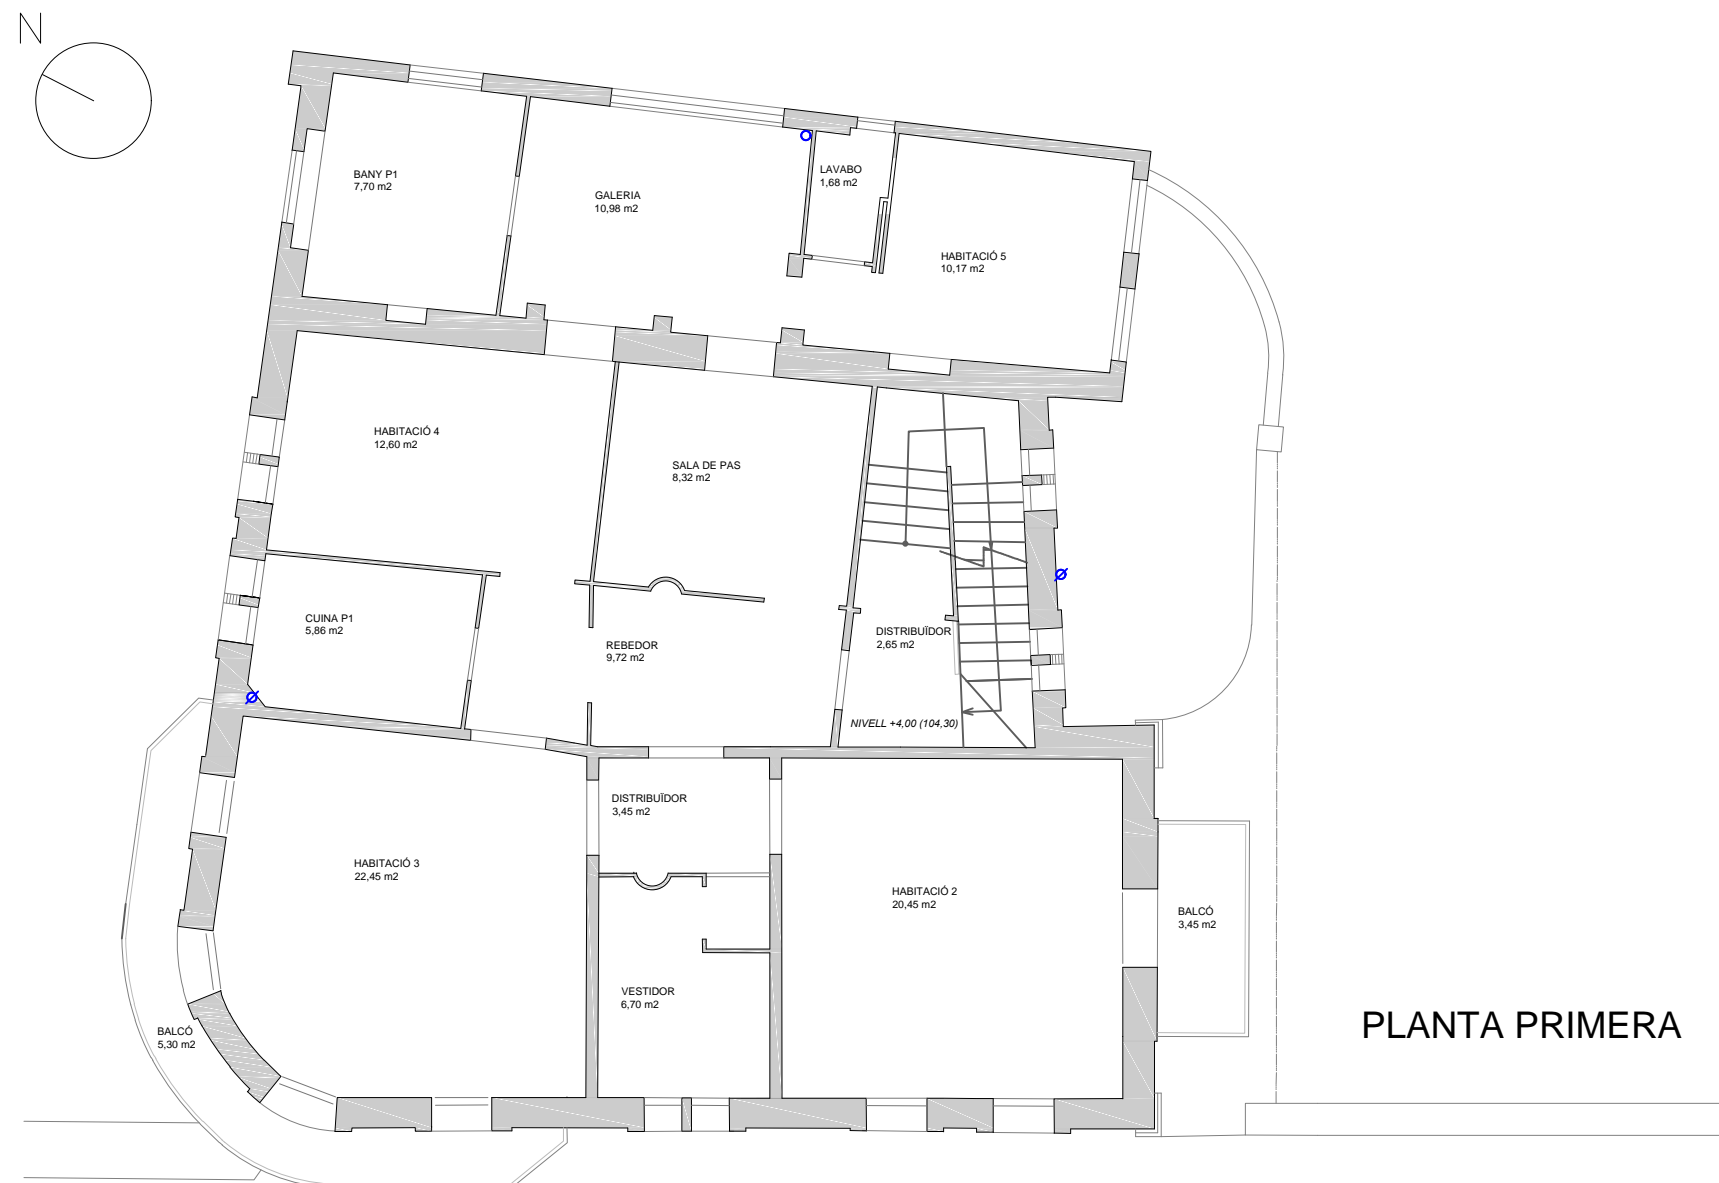 N
BANY P1
7,70 m2
GALERIA
10,98 m2
LAVABO
1,68 m2
HABITACIÓ 5
10,17 m2
HABITACIÓ 4
12,60 m2
SALA DE PAS
8,32 m2
CUINA P1
5,86 m2
REBEDOR
9,72 m2
DISTRIBUÏDOR
2,65 m2
NIVELL +4,00 (104,30)
DISTRIBUÏDOR
3,45 m2
HABITACIÓ 3
22,45 m2
HABITACIÓ 2
20,45 m2
BALCÓ
3,45 m2
VESTIDOR
6,70 m2
BALCÓ
5,30 m2
PLANTA PRIMERA